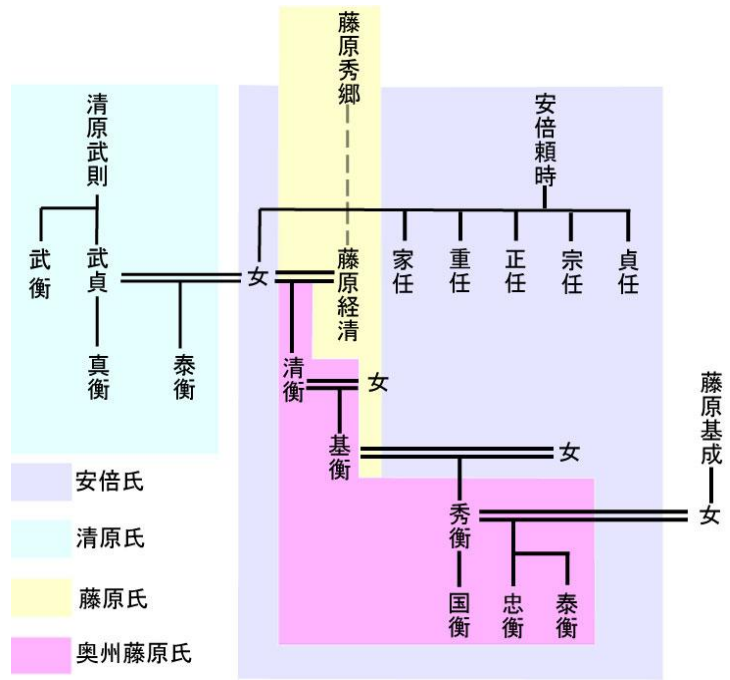 藤原秀郷
清原武則
安倍頼時
武衡
武貞
女
藤原経清
家任
重任
正任
宗任
貞任
真衡
泰衡
清衡
女
藤原基成
基衡
女
秀衡
女
国衡
忠衡
泰衡
安倍氏
清原氏
藤原氏
奥州藤原氏